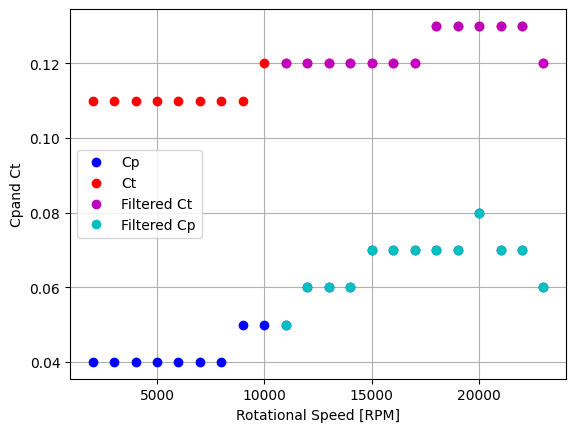 0.12
0.10
0.08
0.06
0.04
Cpand Ct
Cp
Ct
Filtered Ct
Filtered Cp
5000 10000 15000 20000
Rotational Speed [RPM]